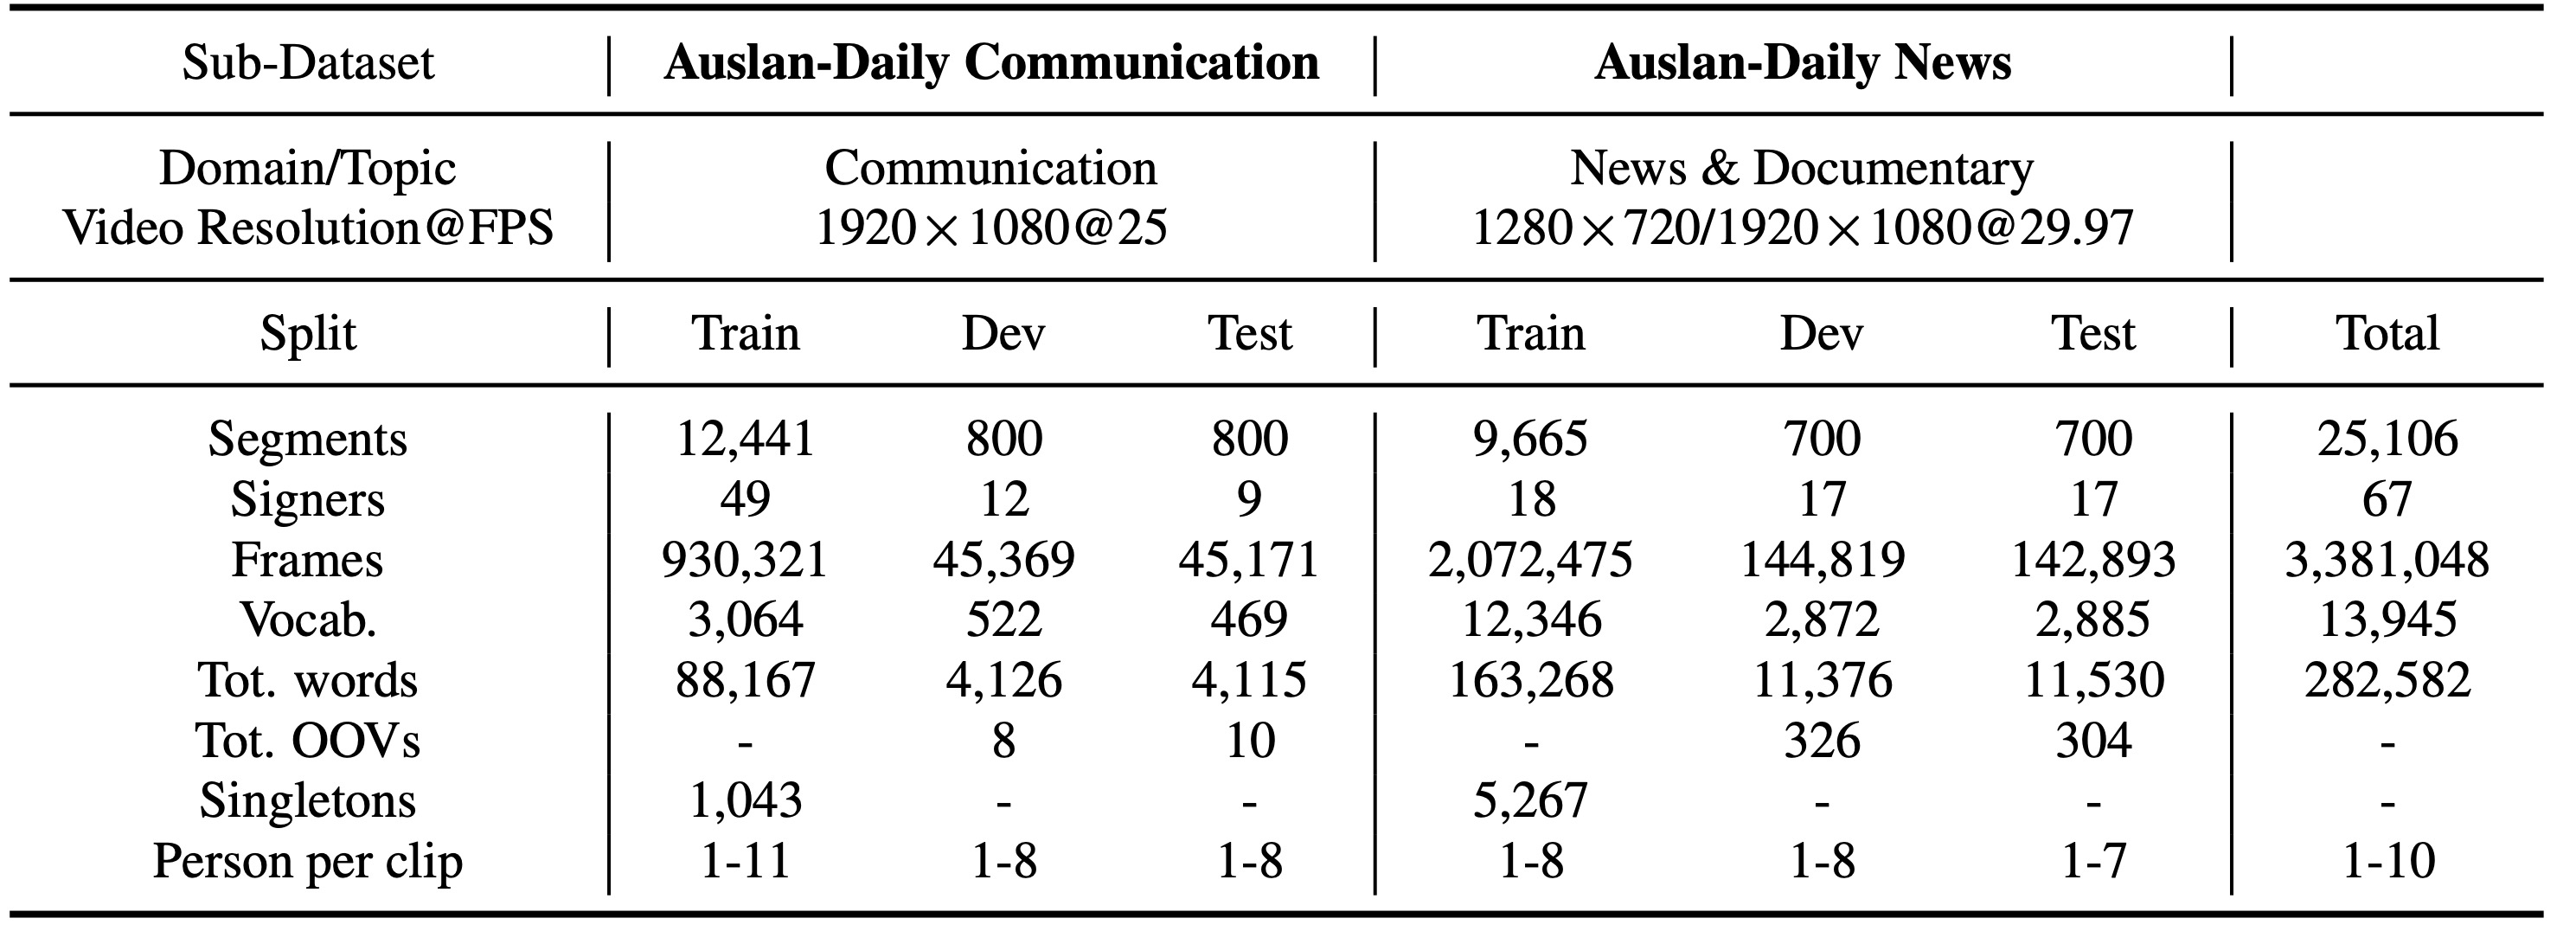 Sub-Dataset Auslan-Daily Communication Auslan-Daily News
Domain/Topic Communication News & Documentary
Video Resolution@FPS 1920×1080@25 1280×720/1920×1080@29.97
Split Train Dev Test Train Dev Test Total
Segments 12,441 800 800 9,665 700 700 25,106
Signers 49 12 9 18 17 17 67
Frames 930,321 45,369 45,171 2,072,475 144,819 142,893 3,381,048
Vocab. 3,064 522 469 12,346 2,872 2,885 13,945
Tot. words 88,167 4,126 4,115 163,268 11,376 11,530 282,582
Tot. OOVs - 8 10 - 326 304 -
Singletons 1,043 - - 5,267 - - -
Person per clip 1-11 1-8 1-8 1-8 1-8 1-7 1-10